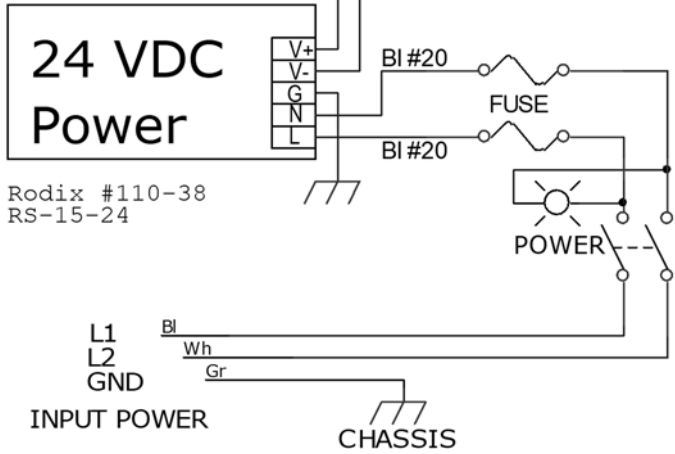 24 VDC
Power
V+
V-
G
N
L
Bl #20
FUSE
Bl #20
Rodix #110-38
RS-15-24
POWER
L1
Bl
L2
Wh
GND
Gr
INPUT POWER
CHASSIS